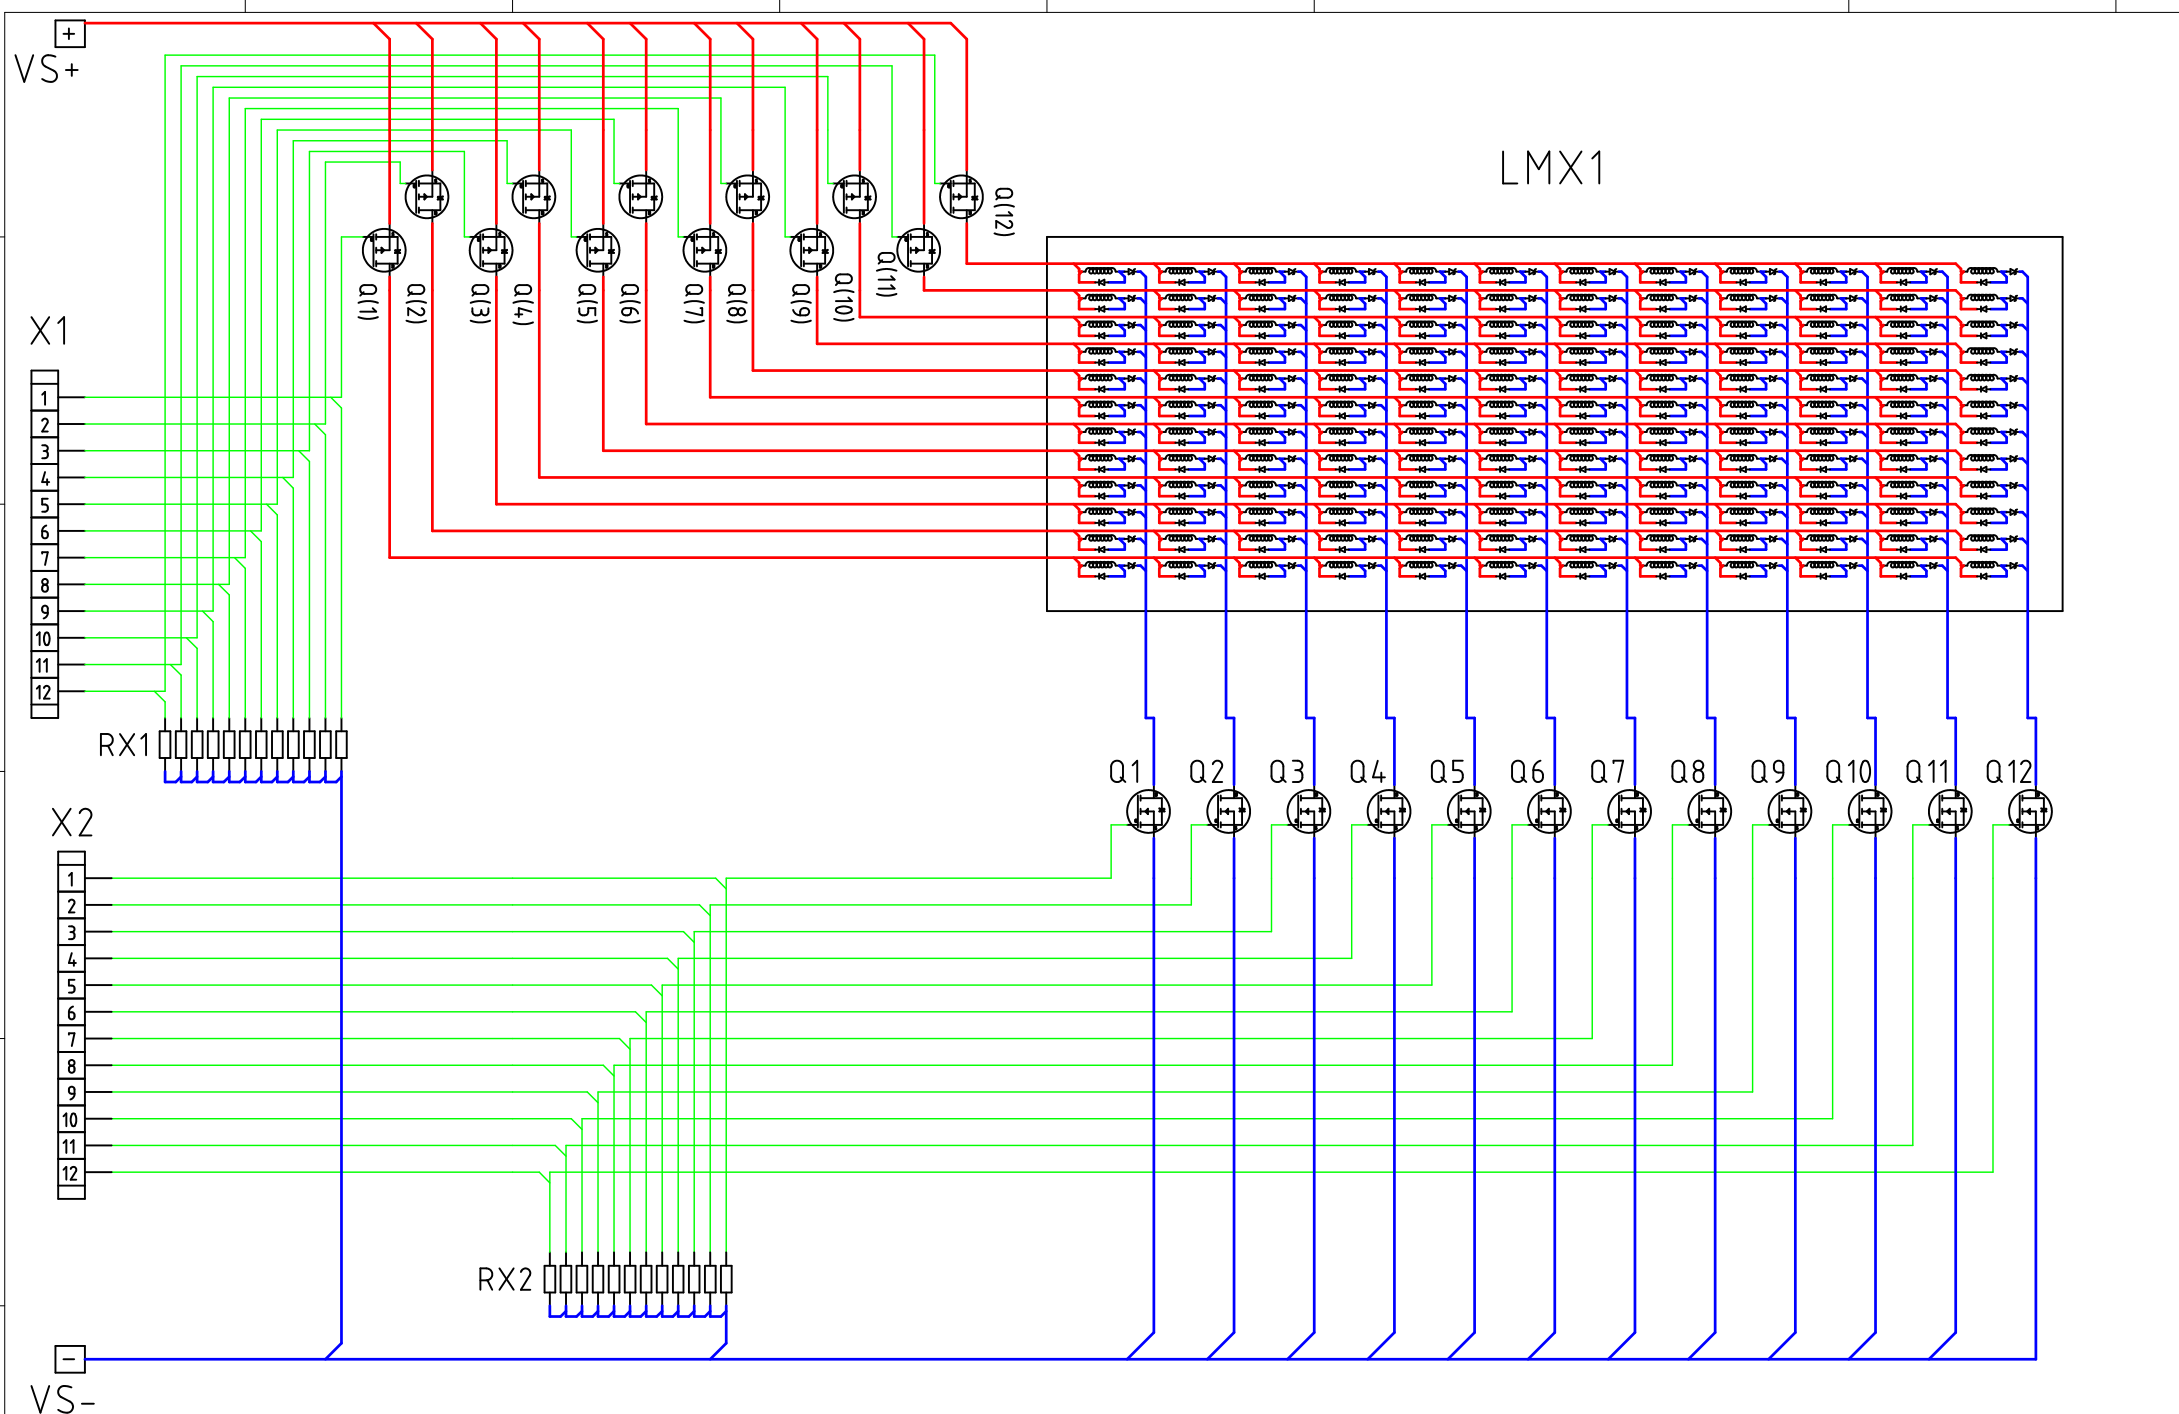 +
VS+
LMX1
Q(12)
Q(11)
Q(1)
Q(2)
Q(3)
Q(4)
Q(5)
Q(6)
Q(7)
Q(8)
Q(9)
Q(10)
X1
1
2
3
4
5
6
7
8
9
10
11
12
RX1
Q1 Q2 Q3 Q4 Q5 Q6 Q7 Q8 Q9 Q10 Q11 Q12
X2
1
2
3
4
5
6
7
8
9
10
11
12
RX2
-
VS-